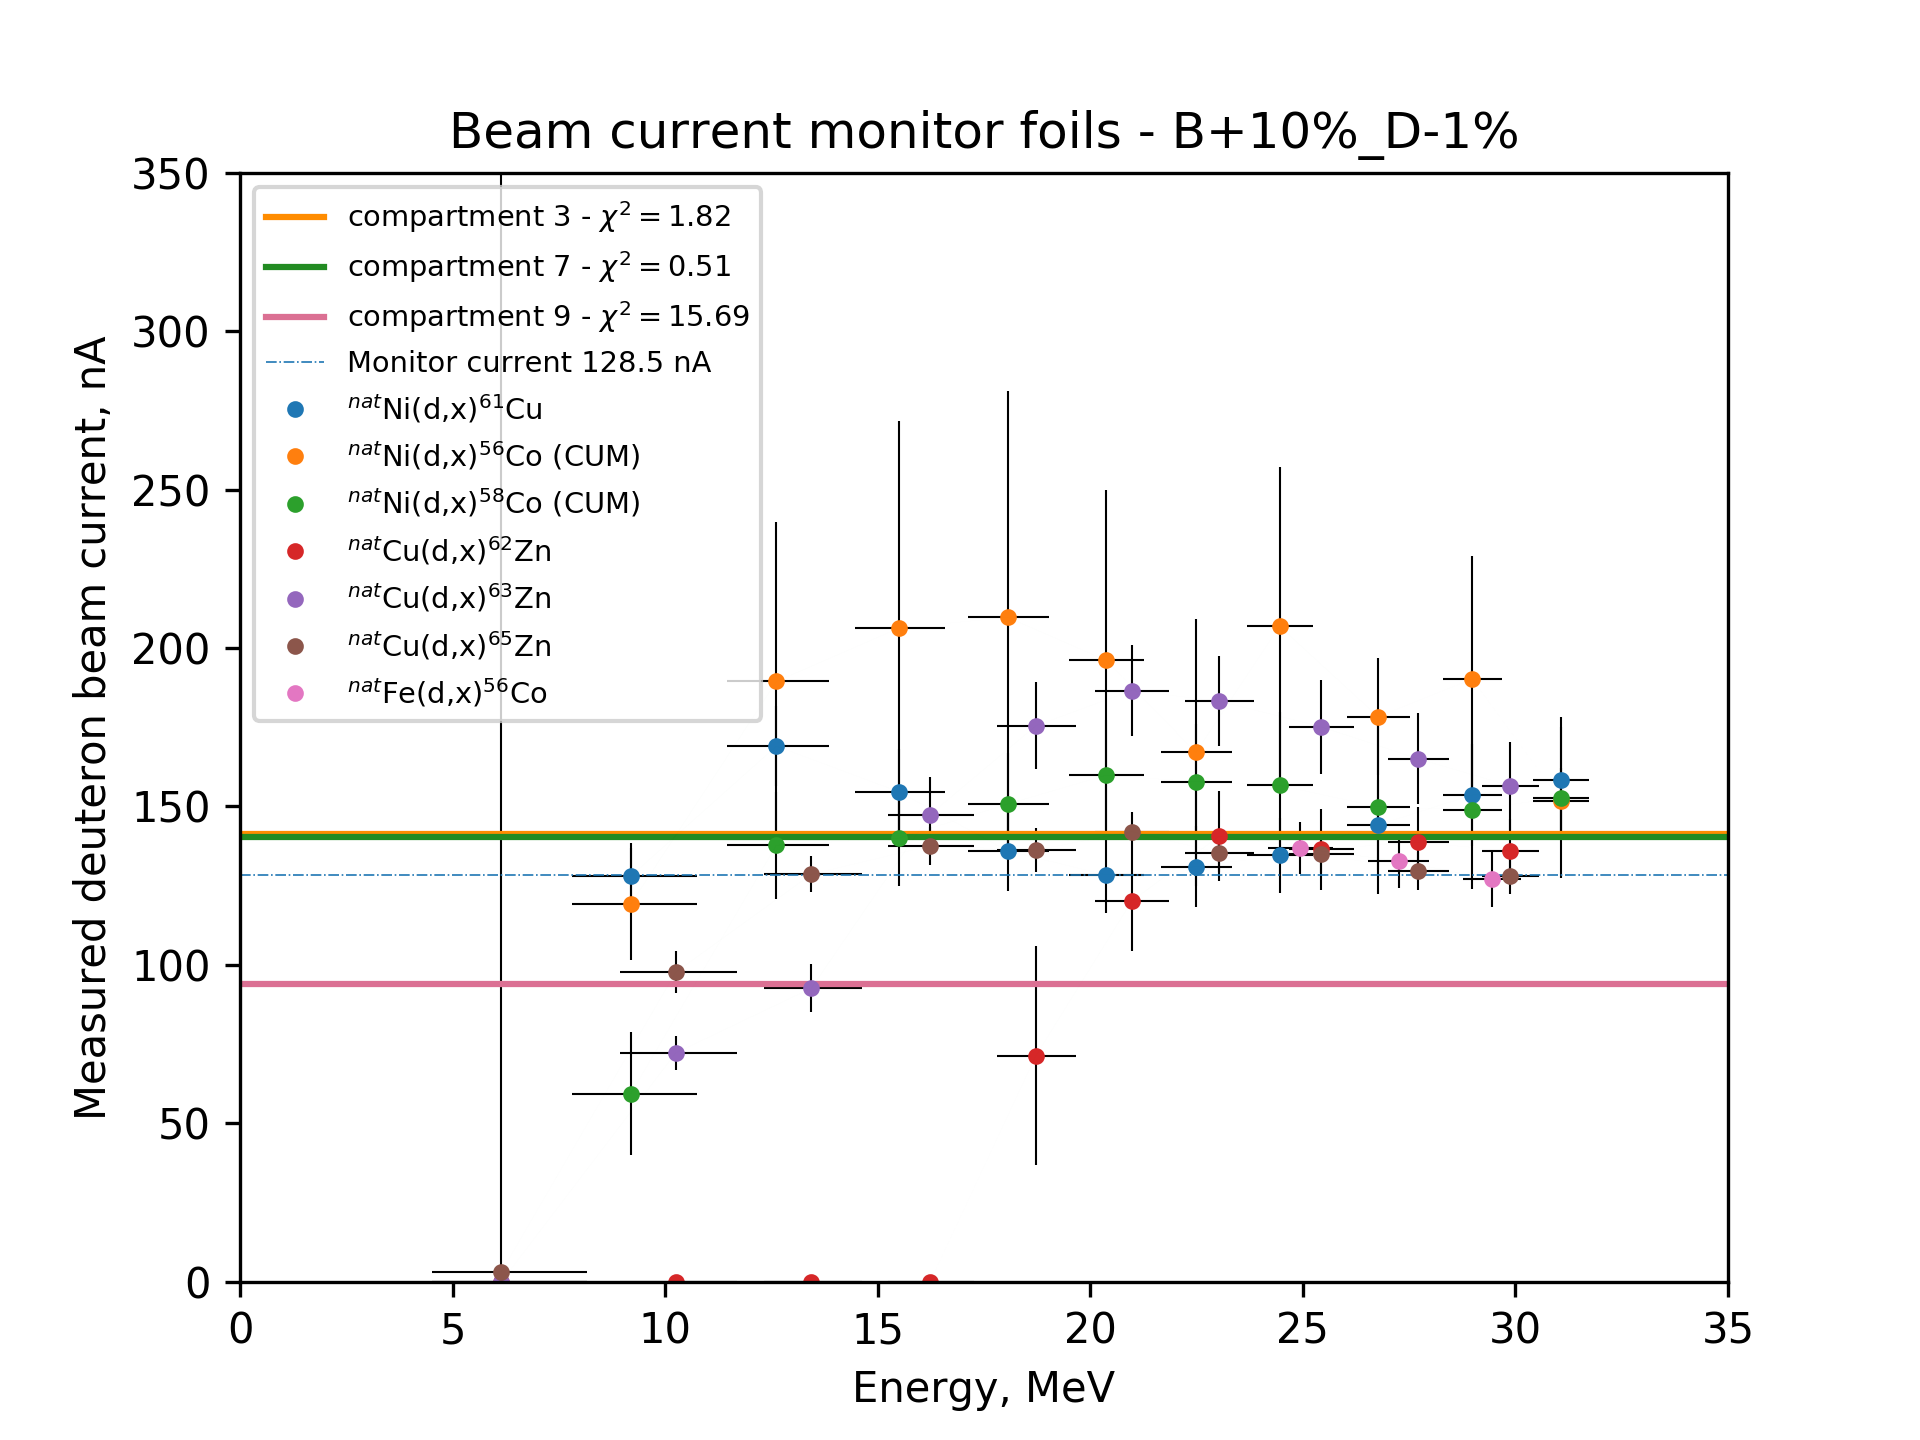 Beam current monitor foils - B+10%_D-1%
350
300
250
200
150
100
50
0
Measured deuteron beam current, nA
compartment 3 - χ² = 1.82
compartment 7 - χ² = 0.51
compartment 9 - χ² = 15.69
Monitor current 128.5 nA
ⁿᵃᵗNi(d,x)⁶¹Cu
ⁿᵃᵗNi(d,x)⁵⁶Co (CUM)
ⁿᵃᵗNi(d,x)⁵⁸Co (CUM)
ⁿᵃᵗCu(d,x)⁶²Zn
ⁿᵃᵗCu(d,x)⁶³Zn
ⁿᵃᵗCu(d,x)⁶⁵Zn
ⁿᵃᵗFe(d,x)⁵⁶Co
0 5 10 15 20 25 30 35
Energy, MeV